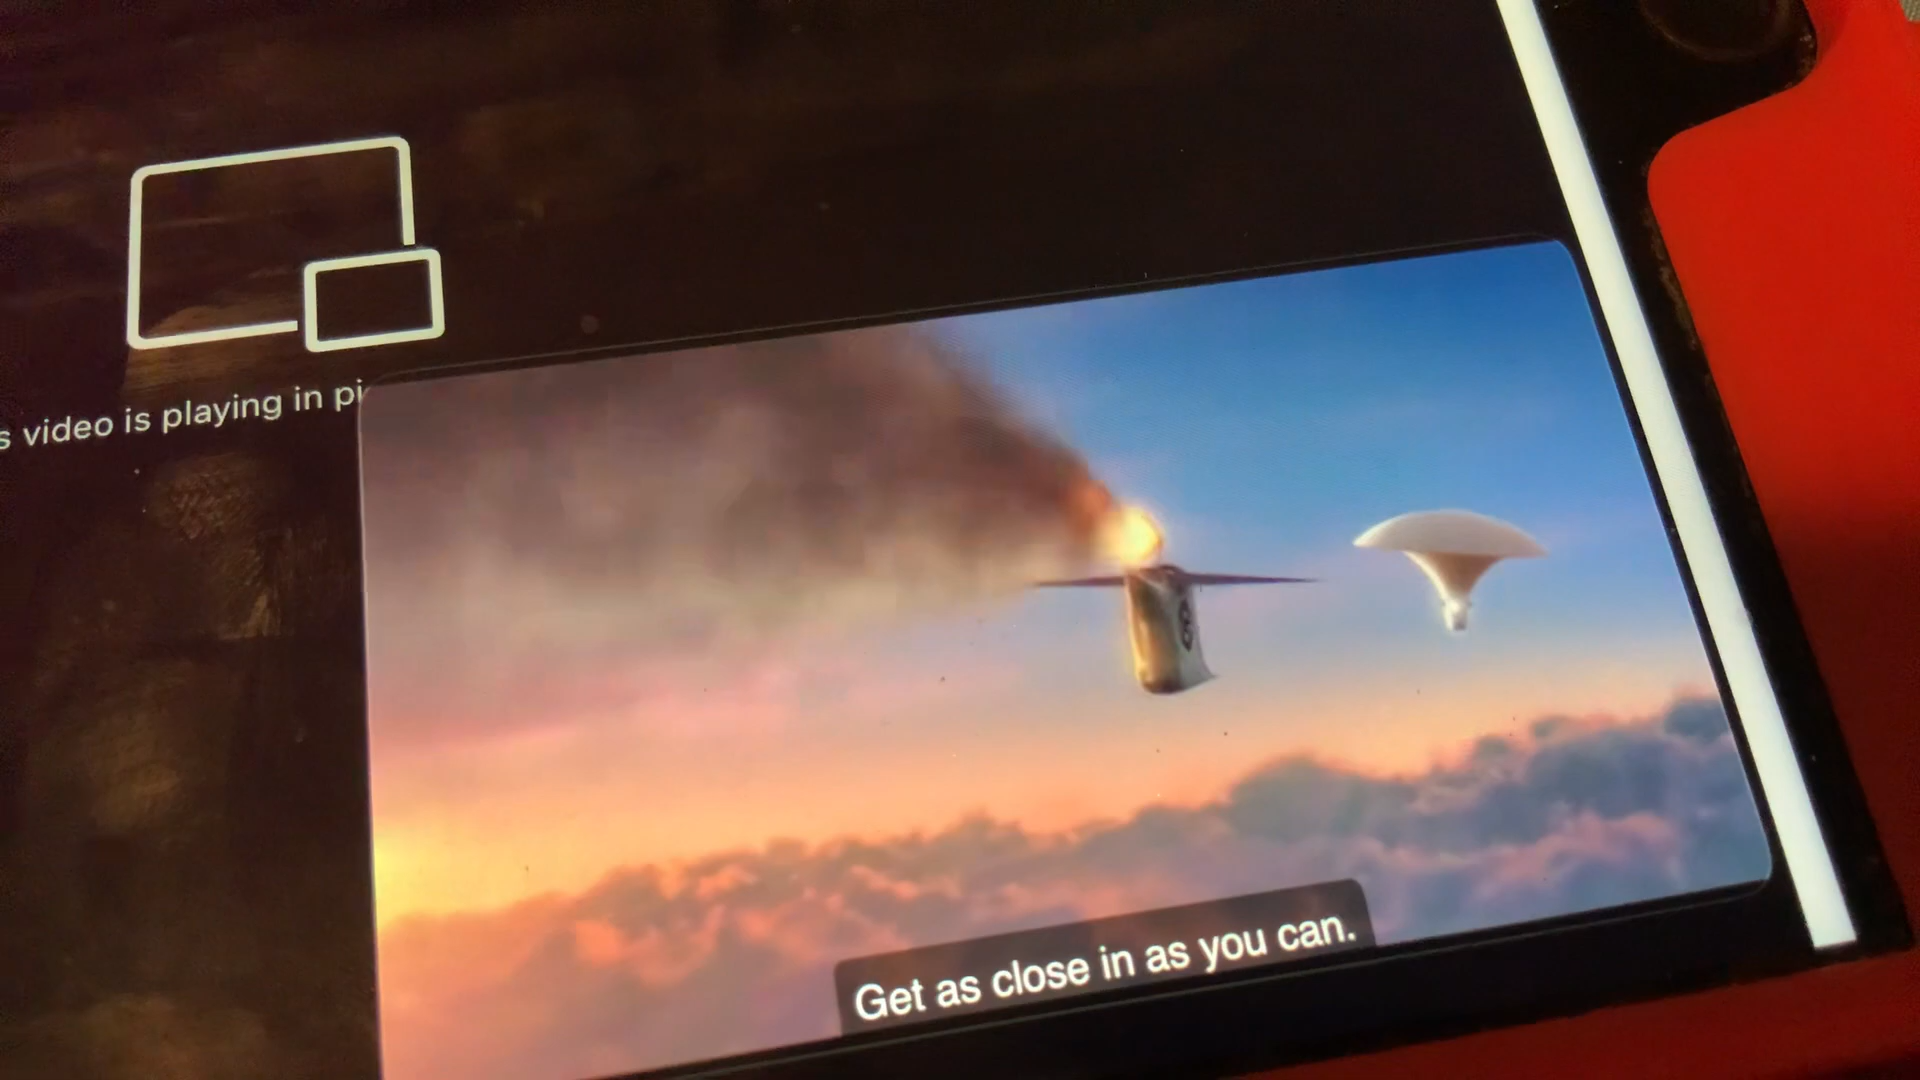 s video is playing in pi
Get as close in as you can.